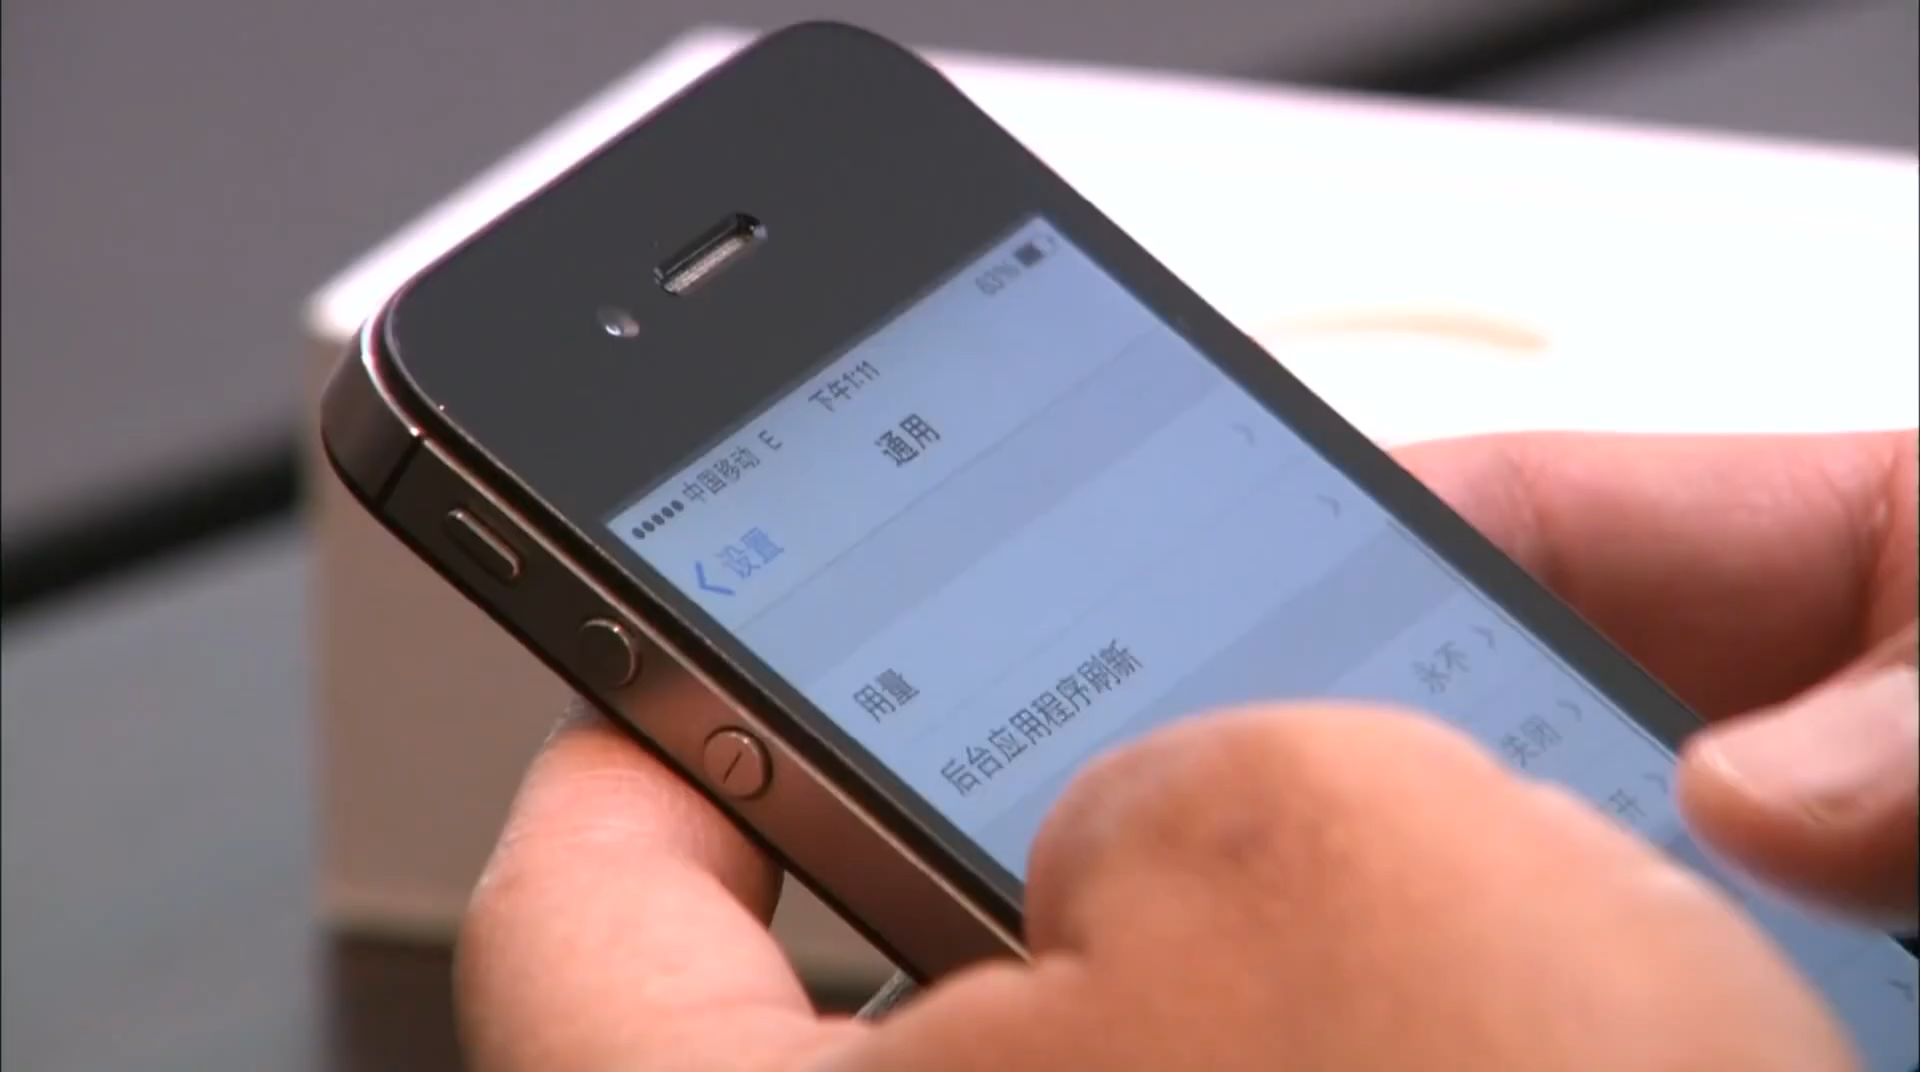 ●●●●● 中国移动 E 下午1:11 63%
设置 通用
用量
后台应用程序刷新
永不
关闭